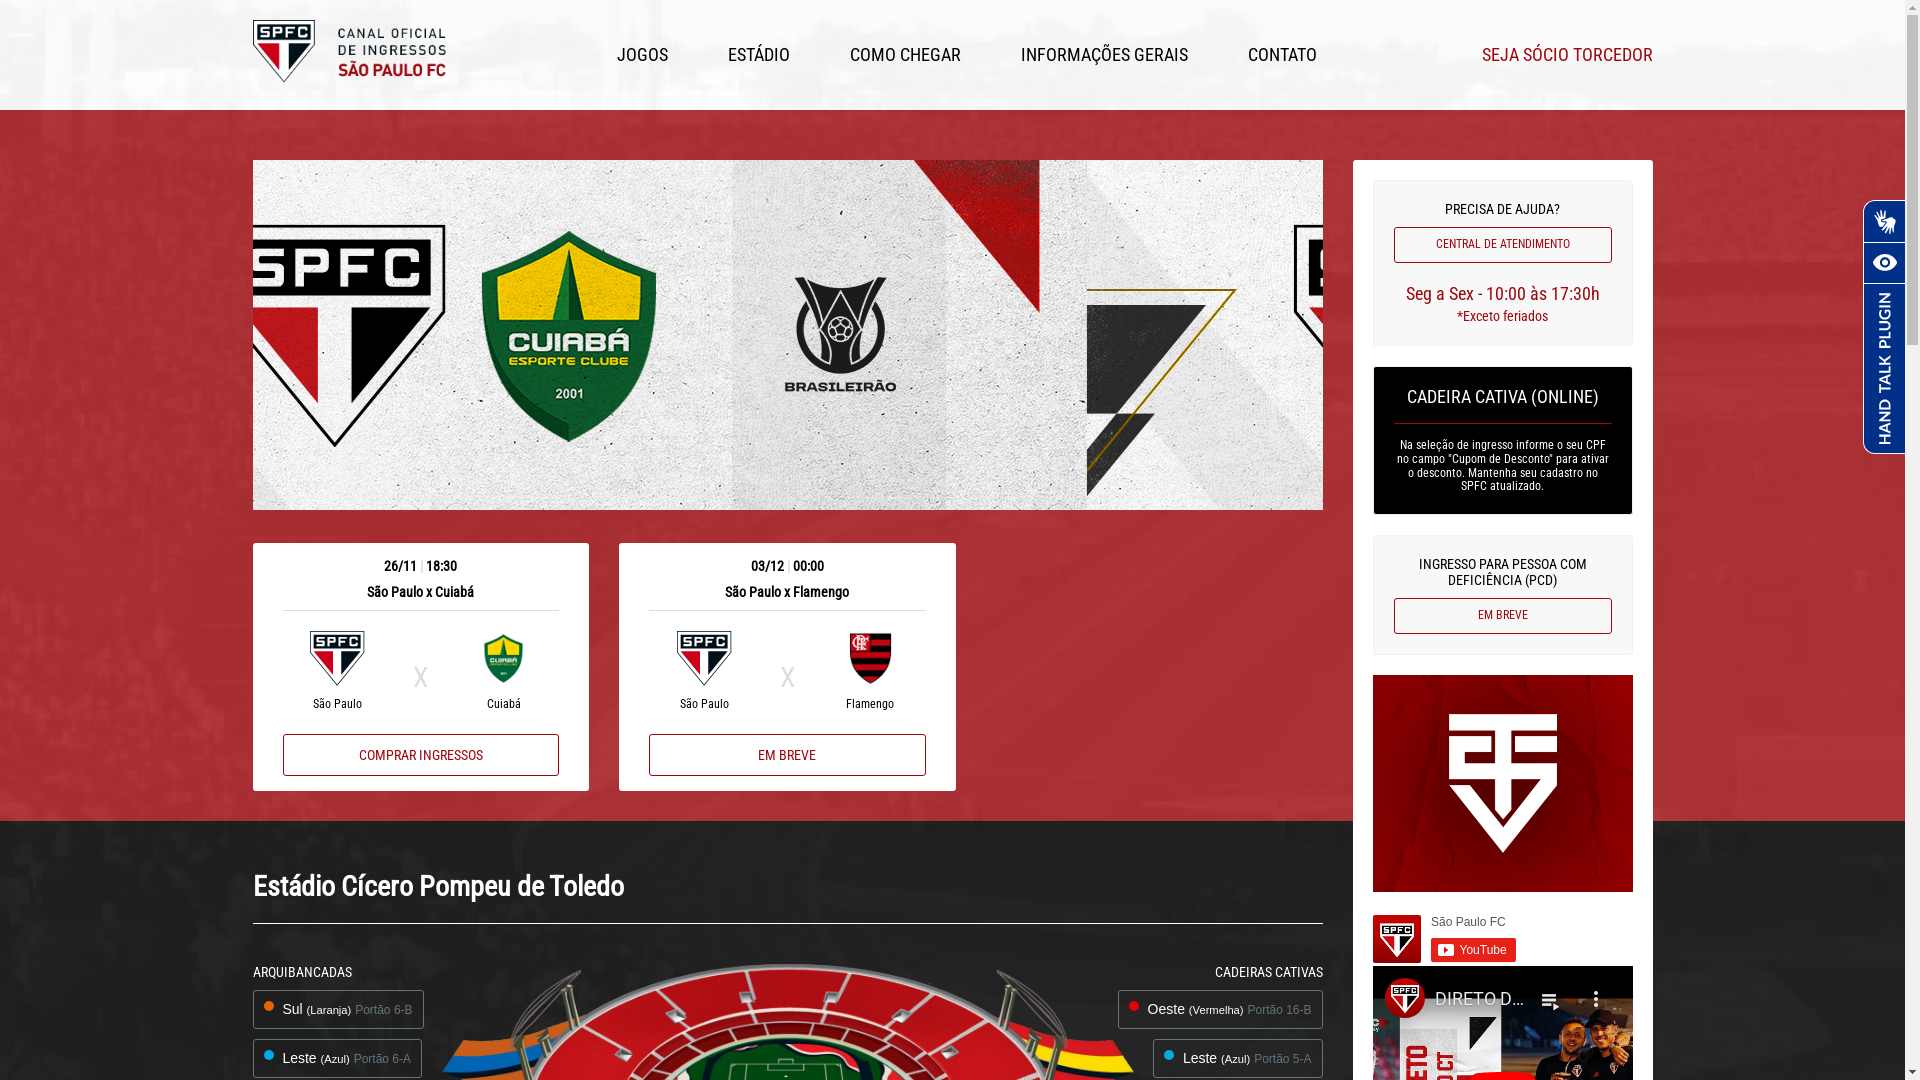 SPFC
CANAL OFICIAL
DE INGRESSOS
SÃO PAULO FC
JOGOS
ESTÁDIO
COMO CHEGAR
INFORMAÇÕES GERAIS
CONTATO
SEJA SÓCIO TORCEDOR
SPFC
CUIABÁ
ESPORTE CLUBE
2001
BRASILEIRÃO
PRECISA DE AJUDA?
CENTRAL DE ATENDIMENTO
Seg a Sex - 10:00 às 17:30h
*Exceto feriados
HAND TALK PLUGIN
CADEIRA CATIVA (ONLINE)
Na seleção de ingresso informe o seu CPF
no campo "Cupom de Desconto" para ativar
o desconto. Mantenha seu cadastro no
SPFC atualizado.
INGRESSO PARA PESSOA COM
DEFICIÊNCIA (PCD)
EM BREVE
26/11 | 18:30
São Paulo x Cuiabá
SPFC
X
CUIABÁ
São Paulo
Cuiabá
COMPRAR INGRESSOS
03/12 | 00:00
São Paulo x Flamengo
SPFC
X
São Paulo
Flamengo
EM BREVE
Estádio Cícero Pompeu de Toledo
ARQUIBANCADAS
Sul (Laranja) Portão 6-B
Leste (Azul) Portão 6-A
CADEIRAS CATIVAS
Oeste (Vermelha) Portão 16-B
Leste (Azul) Portão 5-A
SPFC
São Paulo FC
YouTube
SPFC
DIRETO D...